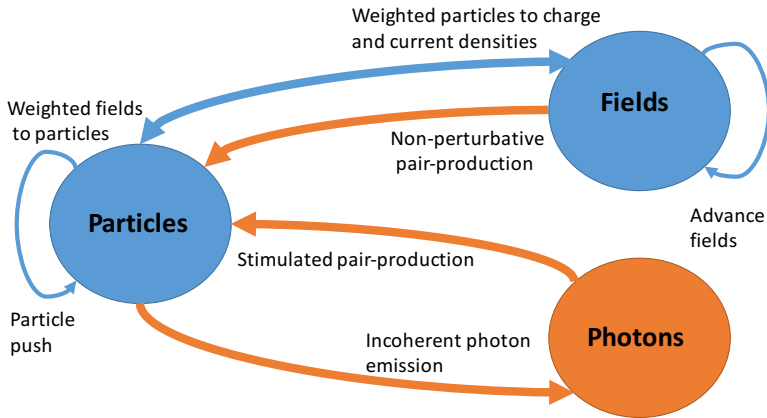 Weighted particles to charge
and current densities
Fields
Weighted fields
to particles
Non-perturbative
pair-production
Particles
Advance
fields
Stimulated pair-production
Particle
push
Incoherent photon
emission
Photons